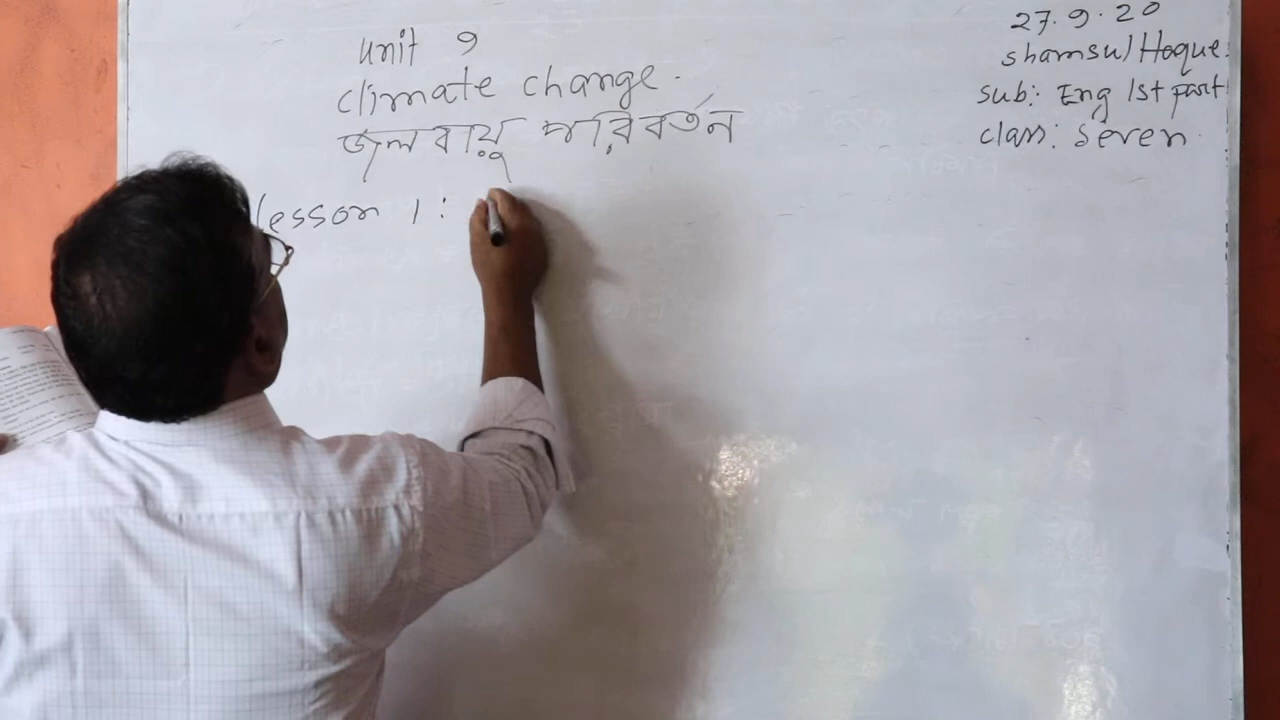 Unit 9
climate change.
জলবায়ু পরিবর্তন
lesson 1:
27.9.20
shamsul Hoque.
sub: Eng 1st part
class: Seven